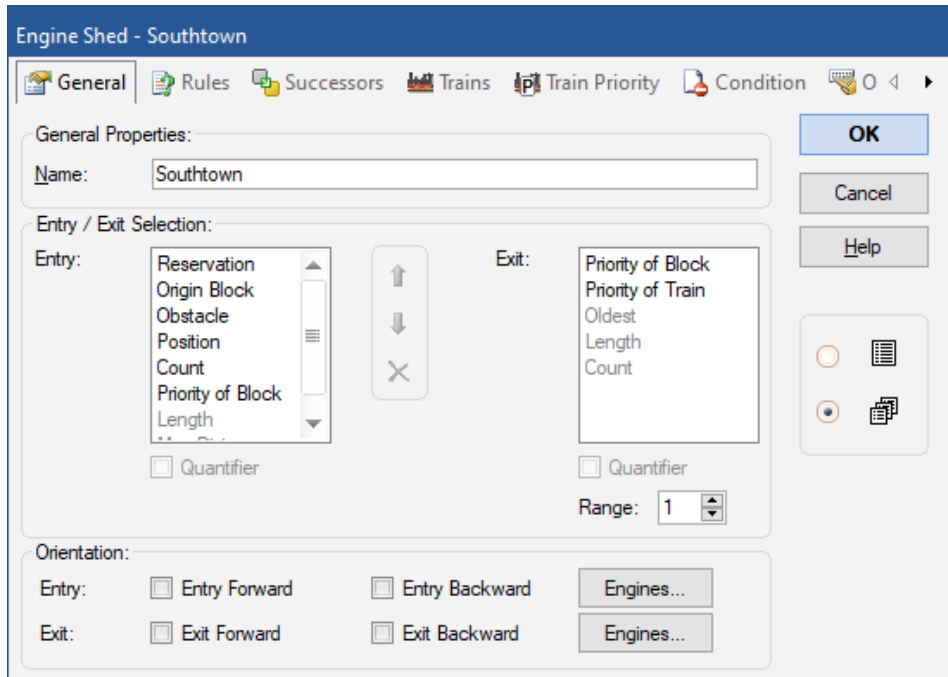 Engine Shed - Southtown
General Rules Successors Trains Train Priority Condition O
General Properties:
Name: Southtown
OK
Cancel
Help
Entry / Exit Selection:
Entry:
Reservation
Origin Block
Obstacle
Position
Count
Priority of Block
Length
Quantifier
Exit:
Priority of Block
Priority of Train
Oldest
Length
Count
Quantifier
Range: 1
Orientation:
Entry: Entry Forward Entry Backward Engines...
Exit: Exit Forward Exit Backward Engines...